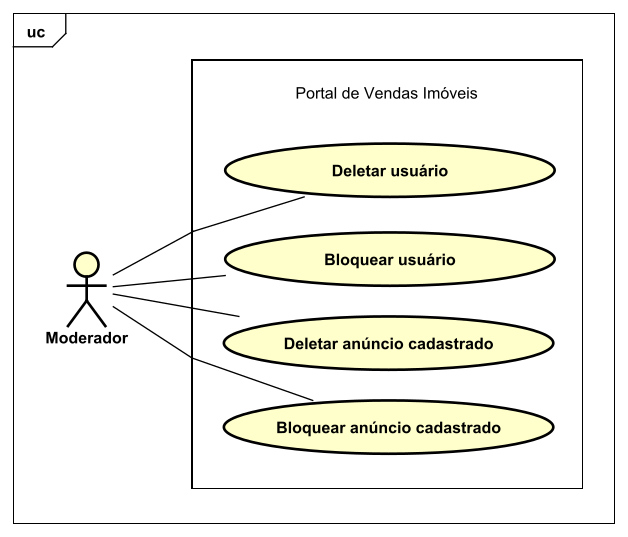 uc
Portal de Vendas Imóveis
Deletar usuário
Bloquear usuário
Deletar anúncio cadastrado
Bloquear anúncio cadastrado
Moderador